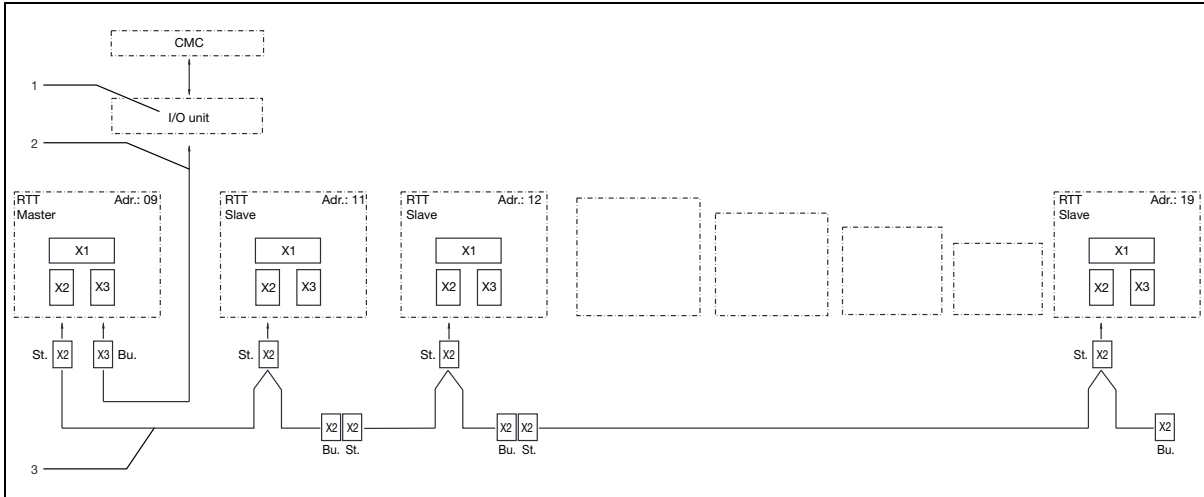 CMC
1
I/O unit
2
RTT Adr.: 09
Master
X1
X2 X3
RTT Adr.: 11
Slave
X1
X2 X3
RTT Adr.: 12
Slave
X1
X2 X3
RTT Adr.: 19
Slave
X1
X2 X3
St. X2 X3 Bu.
St. X2
St. X2
St. X2
X2 X2
Bu. St.
X2 X2
Bu. St.
X2
Bu.
3